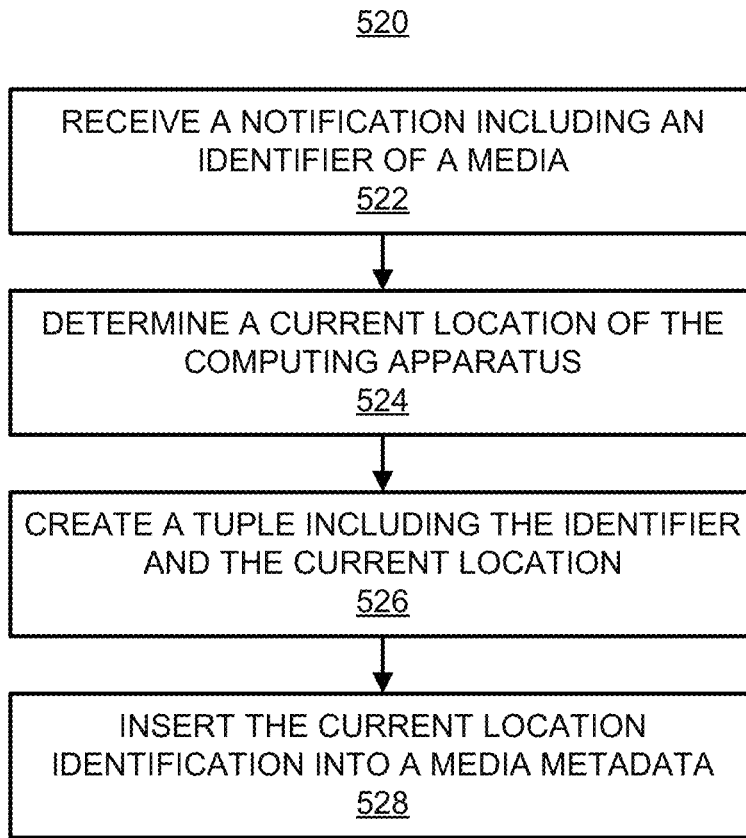 520
RECEIVE A NOTIFICATION INCLUDING AN
IDENTIFIER OF A MEDIA
522
DETERMINE A CURRENT LOCATION OF THE
COMPUTING APPARATUS
524
CREATE A TUPLE INCLUDING THE IDENTIFIER
AND THE CURRENT LOCATION
526
INSERT THE CURRENT LOCATION
IDENTIFICATION INTO A MEDIA METADATA
528